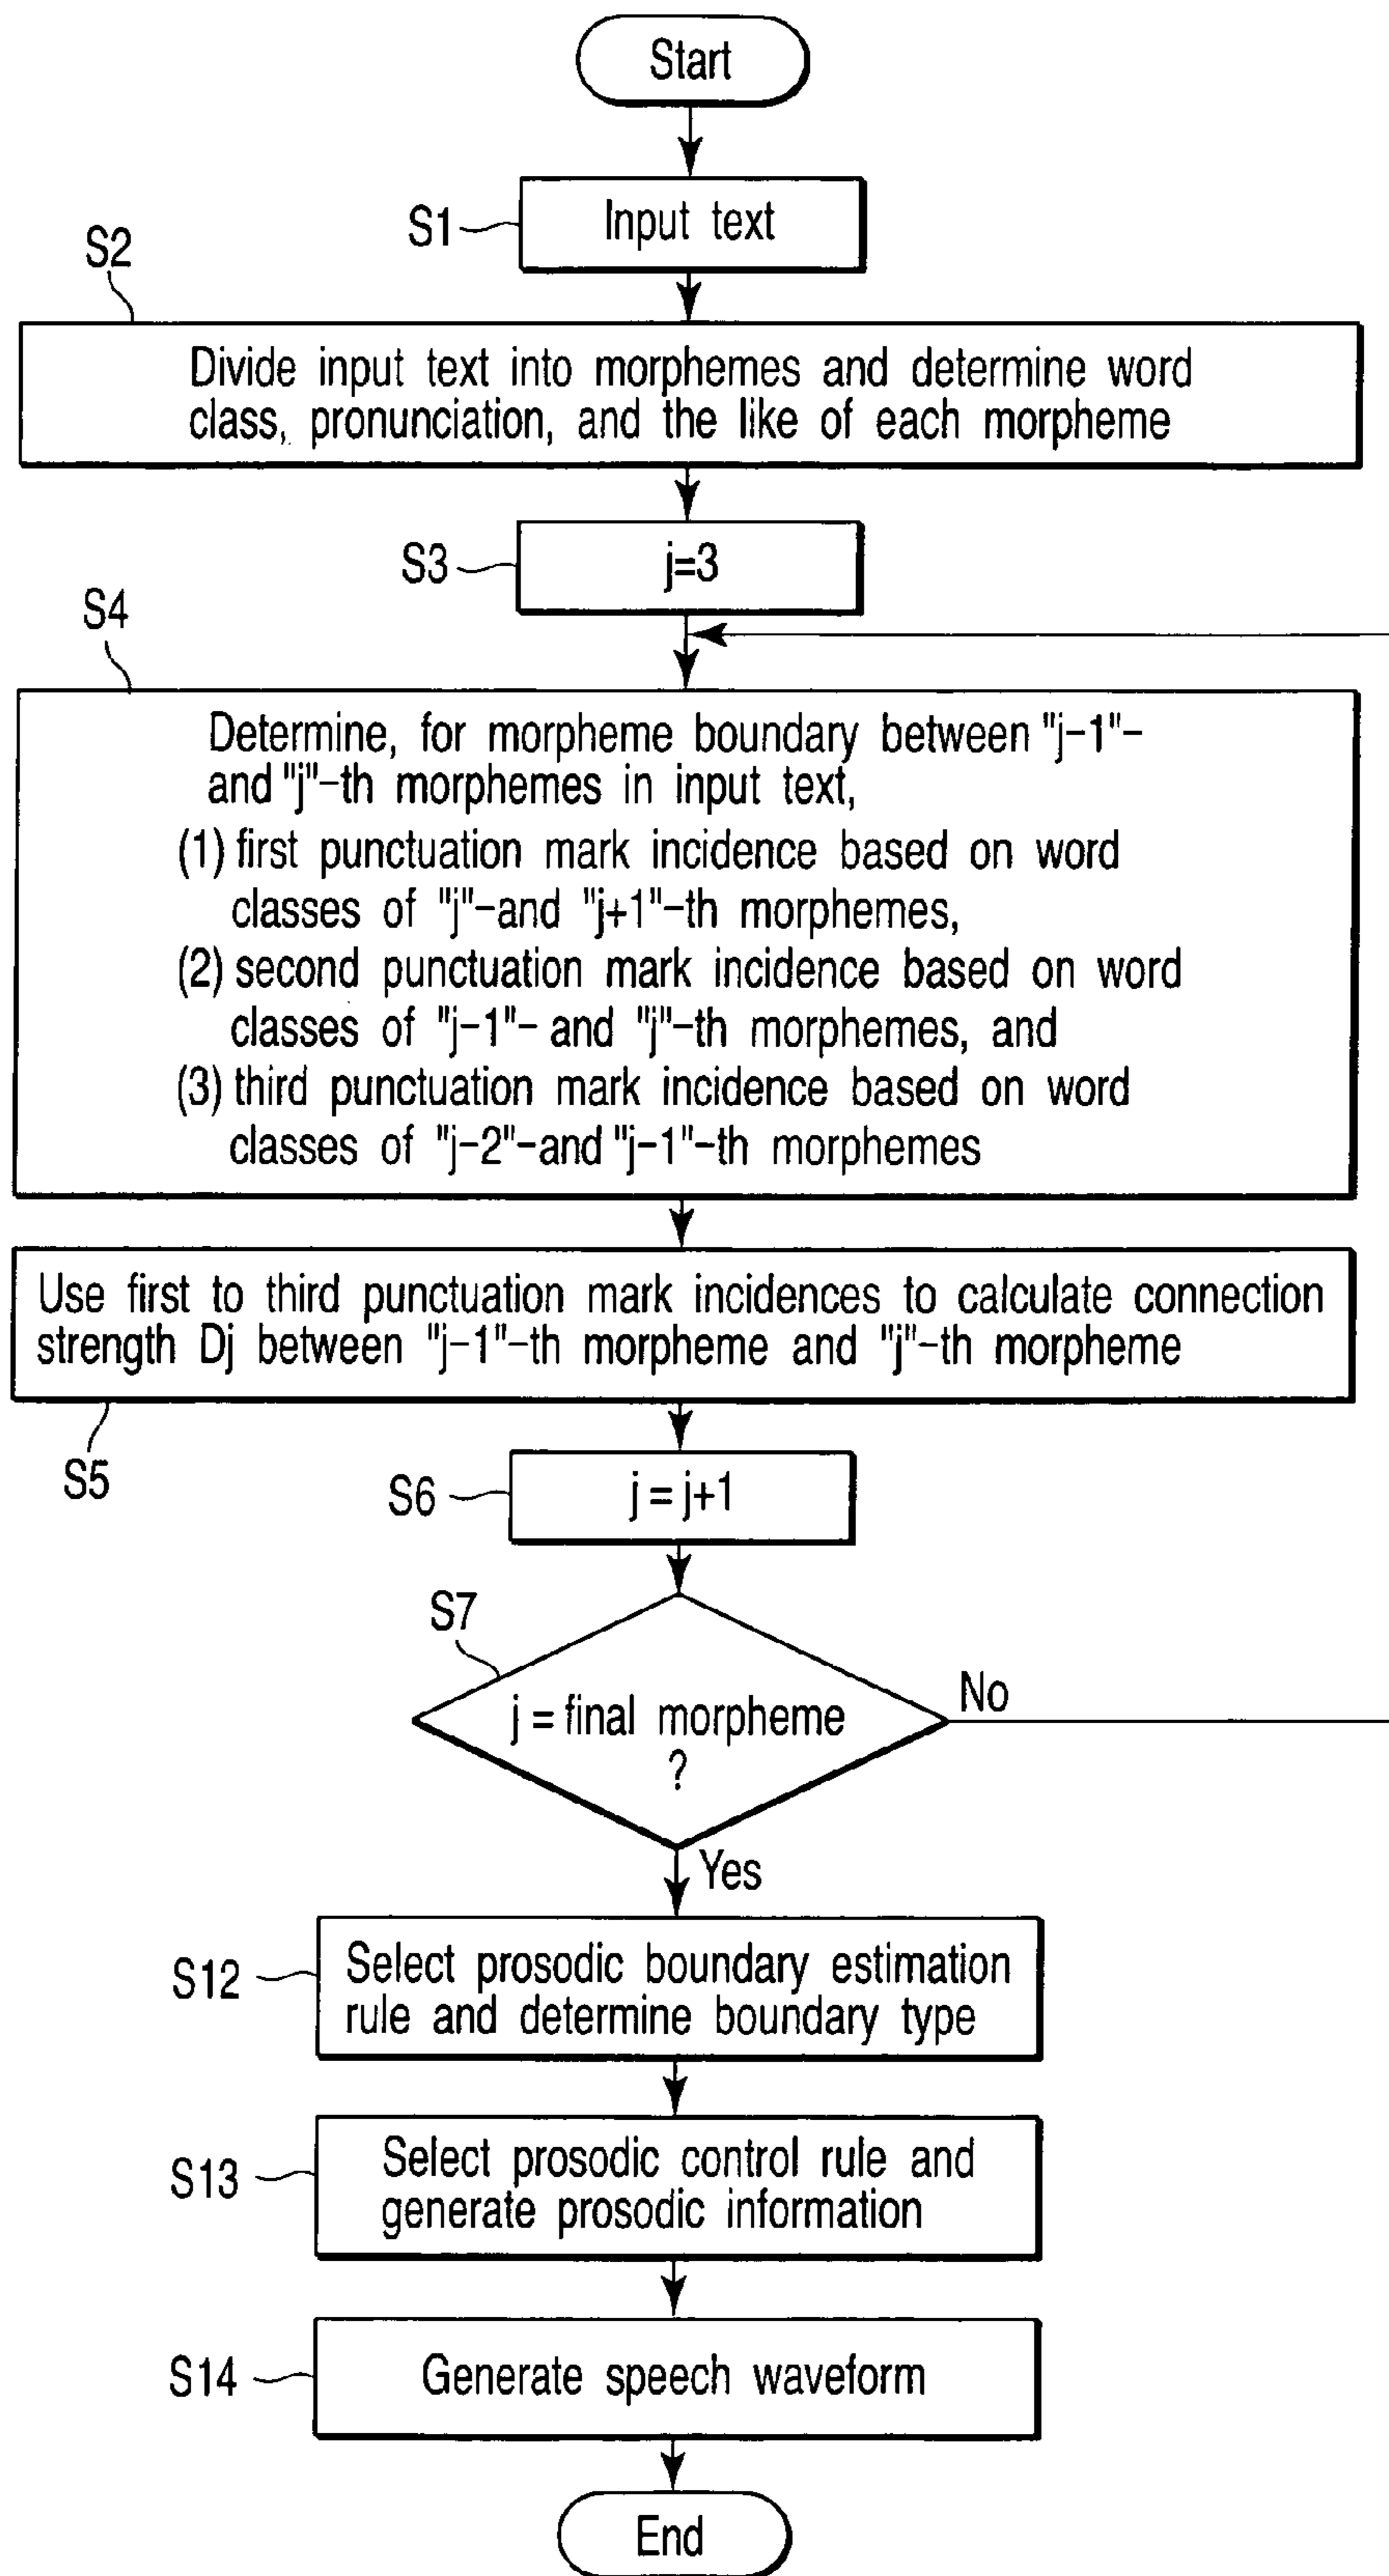 Start
S1
Input text
S2
Divide input text into morphemes and determine word
class, pronunciation, and the like of each morpheme
S3
j=3
S4
Determine, for morpheme boundary between "j-1"-
and "j"-th morphemes in input text,
(1) first punctuation mark incidence based on word
classes of "j"-and "j+1"-th morphemes,
(2) second punctuation mark incidence based on word
classes of "j-1"- and "j"-th morphemes, and
(3) third punctuation mark incidence based on word
classes of "j-2"-and "j-1"-th morphemes
Use first to third punctuation mark incidences to calculate connection
strength Dj between "j-1"-th morpheme and "j"-th morpheme
S5
S6
j = j+1
S7
j = final morpheme
?
No
Yes
S12
Select prosodic boundary estimation
rule and determine boundary type
S13
Select prosodic control rule and
generate prosodic information
S14
Generate speech waveform
End